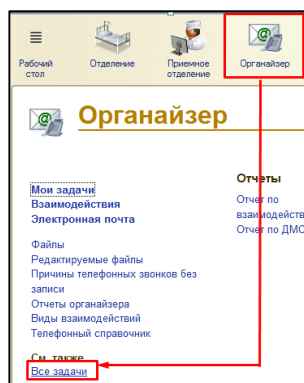 Рабочий стол
Отделение
Приемное отделение
Органайзер
Органайзер
Мои задачи
Взаимодействия
Электронная почта
Файлы
Редактируемые файлы
Причины телефонных звонков без
записи
Отчеты органайзера
Виды взаимодействий
Телефонный справочник
См. также
Все задачи
Отчеты
Отчет по
взаимодейств
Отчет по ДМС